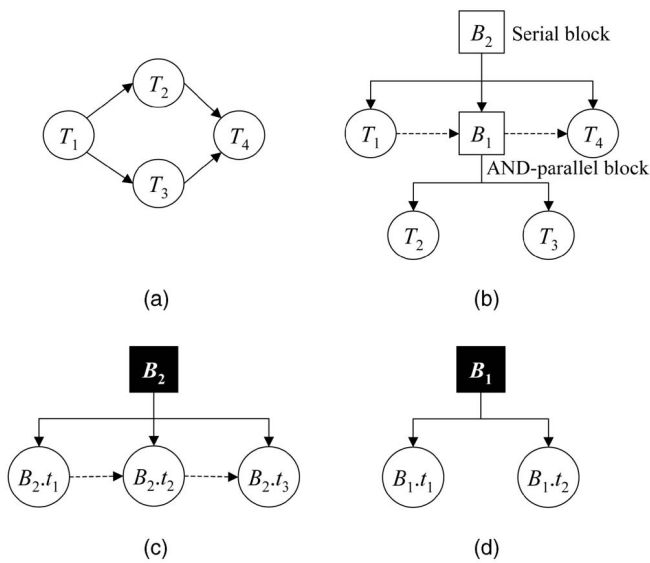 B2 Serial block
T2
T1 T4
T3
T1 B1 T4
AND-parallel block
T2 T3
(a) (b)
B2
B2.t1 B2.t2 B2.t3
B1
B1.t1 B1.t2
(c) (d)